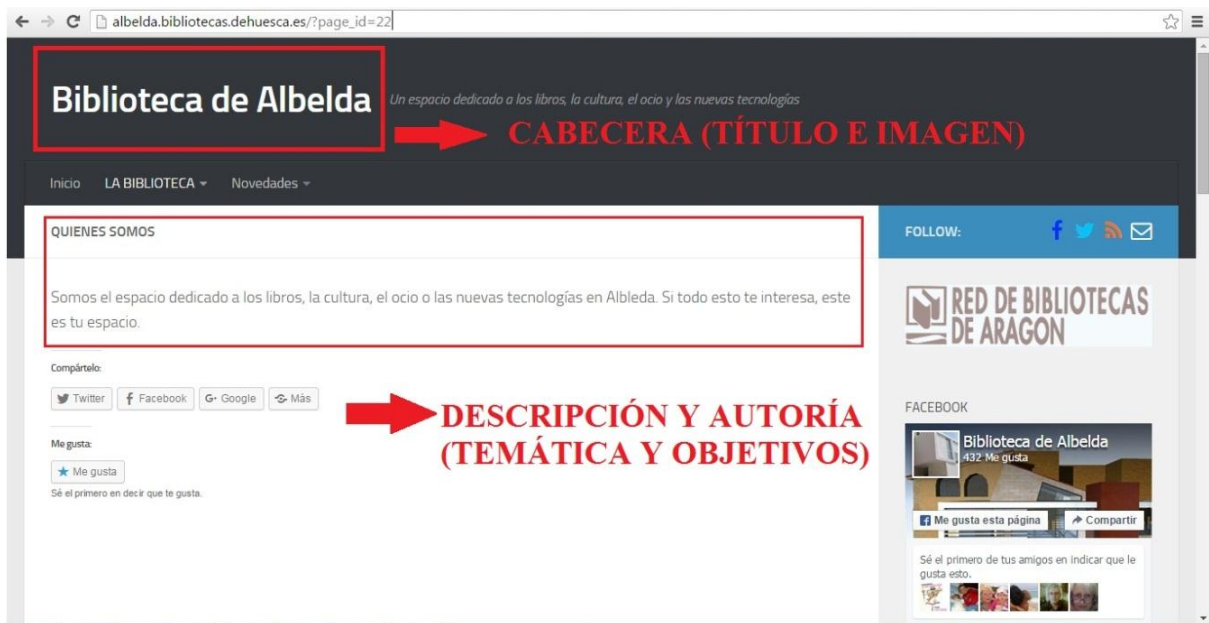 albelda.bibliotecas.dehuesca.es/?page_id=22
Biblioteca de Albelda
Un espacio dedicado a los libros, la cultura, el ocio y las nuevas tecnologías
CABECERA (TÍTULO E IMAGEN)
Inicio LA BIBLIOTECA Novedades
QUIENES SOMOS
Somos el espacio dedicado a los libros, la cultura, el ocio o las nuevas tecnologías en Albleda. Si todo esto te interesa, este
es tu espacio.
Compártelo:
Twitter Facebook G+ Google Más
DESCRIPCIÓN Y AUTORÍA
(TEMÁTICA Y OBJETIVOS)
Me gusta:
Me gusta
Sé el primero en decir que te gusta.
FOLLOW:
RED DE BIBLIOTECAS
DE ARAGON
FACEBOOK
Biblioteca de Albelda
432 Me gusta
Me gusta esta página Compartir
Sé el primero de tus amigos en indicar que le
gusta esto.